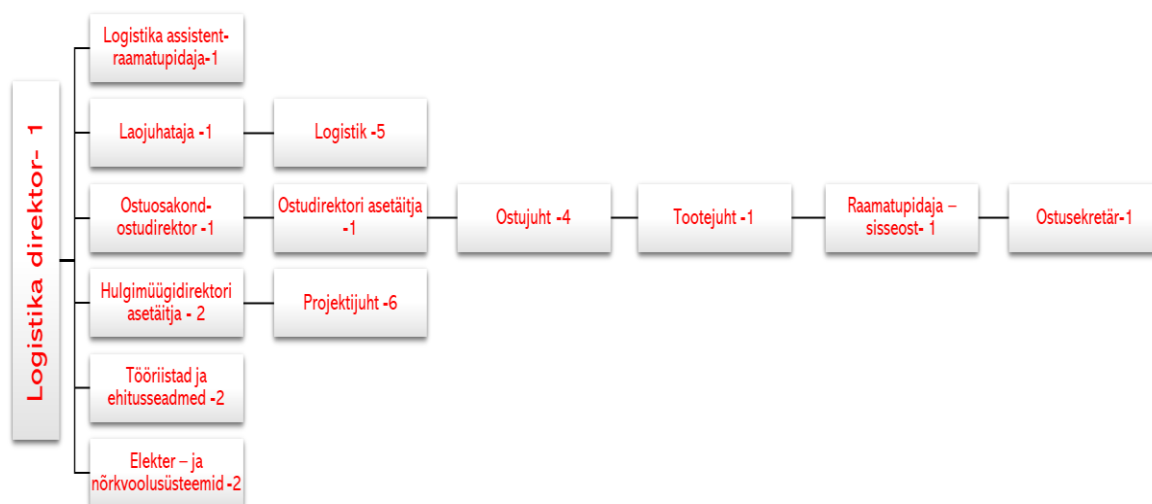 Logistika direktor- 1
Logistika assistent-
raamatupidaja-1
Laojuhataja -1
Logistik -5
Ostuosakond-
ostudirektor -1
Ostudirektori asetäitja
-1
Ostujuht -4
Tootejuht -1
Raamatupidaja –
sisseost- 1
Ostusekretär-1
Hulgimüügidirektori
asetäitja - 2
Projektijuht -6
Tööriistad ja
ehitusseadmed -2
Elekter – ja
nõrkvoolusüsteemid -2